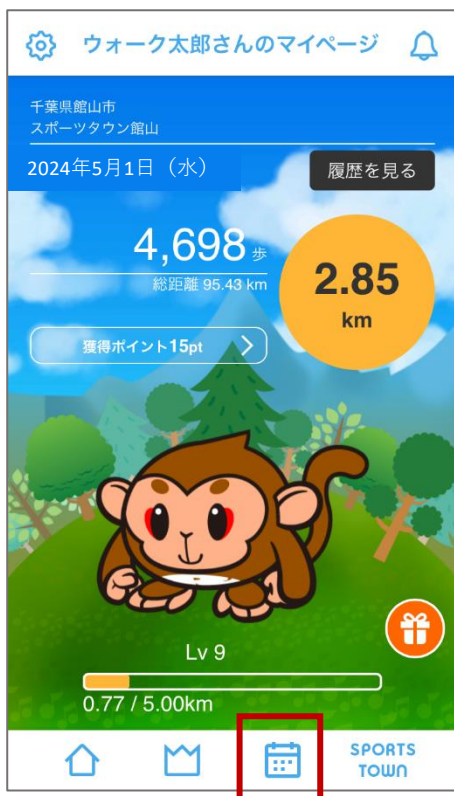 ウォーク太郎さんのマイページ
千葉県館山市
スポーツタウン館山
2024年5月1日（水）
履歴を見る
4,698歩
総距離 95.43 km
2.85
km
獲得ポイント15pt
Lv 9
0.77 / 5.00km
SPORTS
TOWN